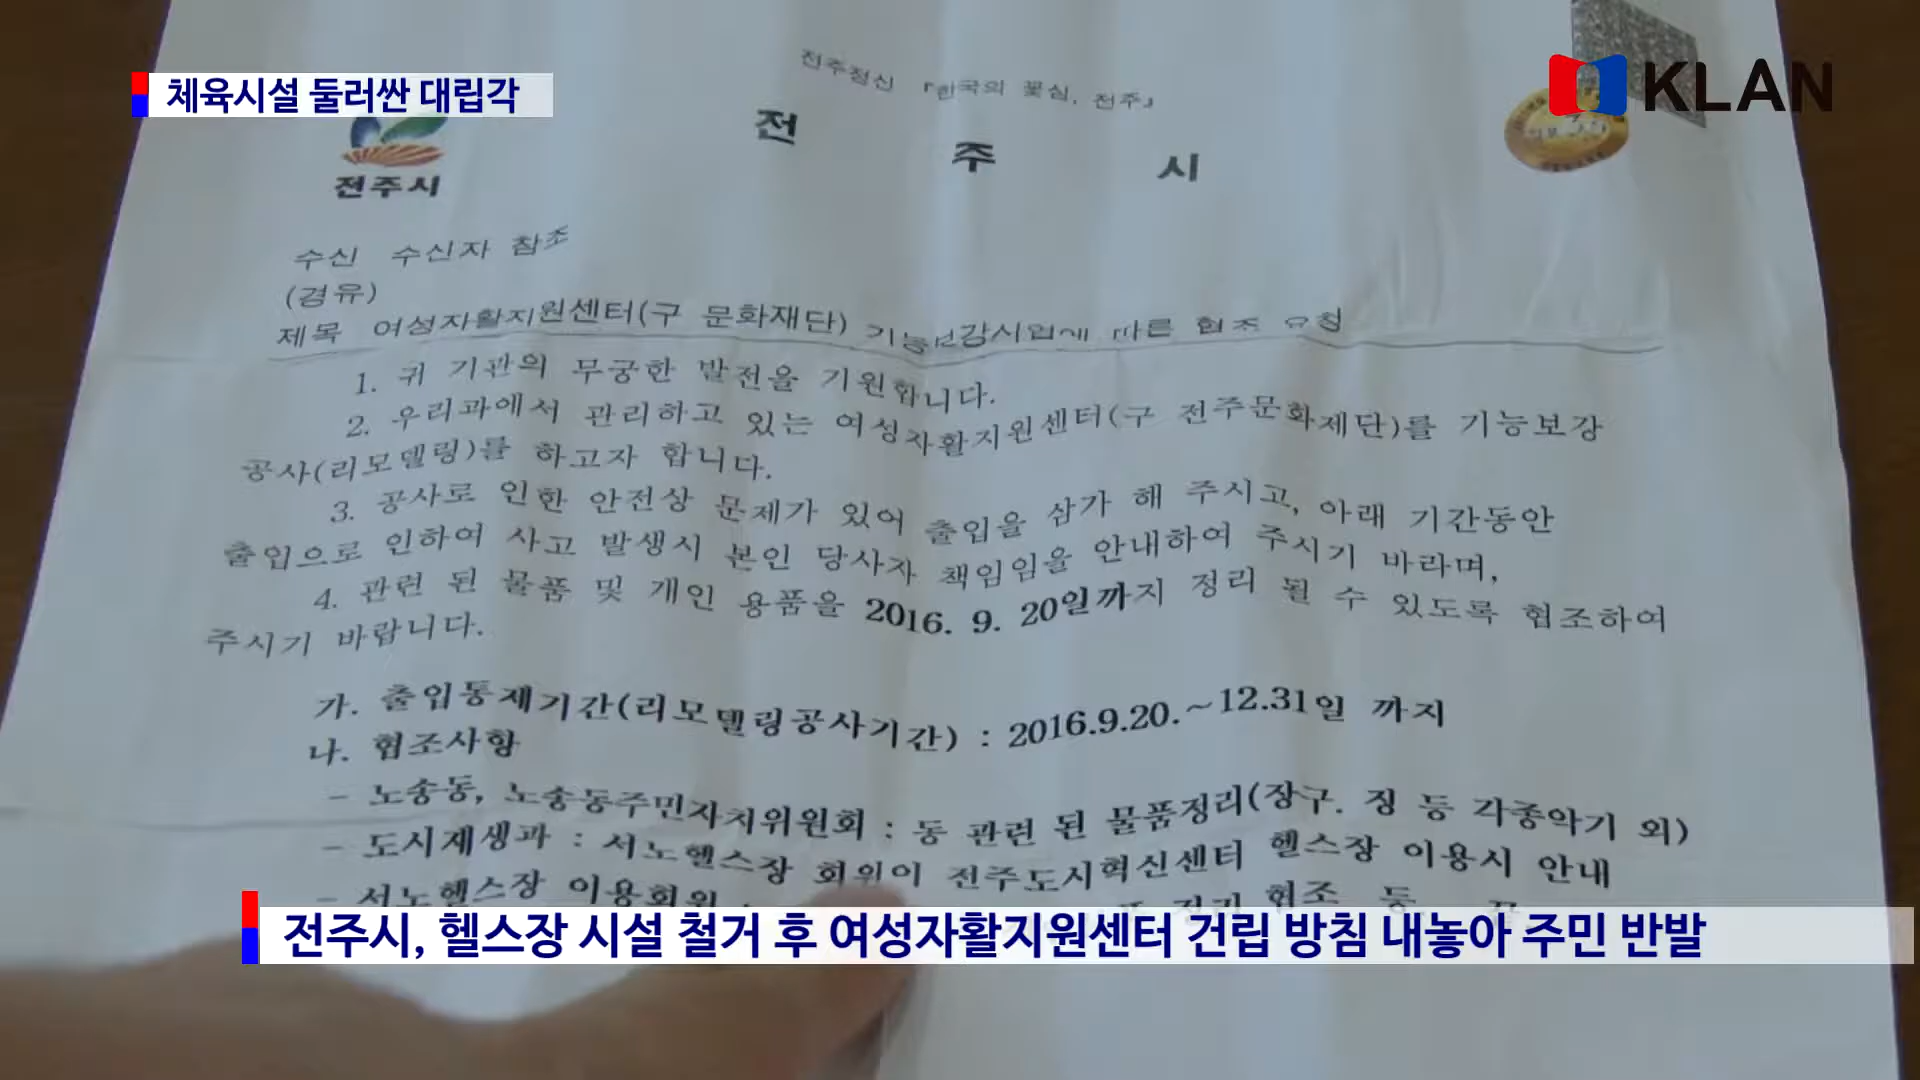 체육시설 둘러싼 대립각
KLAN
전주정신 『한국의 꽃심, 전주』
전 주 시
전주시
수신 수신자 참조
(경유)
제목 여성자활지원센터(구 문화재단) 기능보강사업에 따른 협조 요청
1. 귀 기관의 무궁한 발전을 기원합니다.
2. 우리과에서 관리하고 있는 여성자활지원센터(구 전주문화재단)를 기능보강
공사(리모델링)를 하고자 합니다.
3. 공사로 인한 안전상 문제가 있어 출입을 삼가 해 주시고, 아래 기간동안
출입으로 인하여 사고 발생시 본인 당사자 책임임을 안내하여 주시기 바라며,
4. 관련 된 물품 및 개인 용품을 2016. 9. 20일까지 정리 될 수 있도록 협조하여
주시기 바랍니다.
가. 출입통제기간(리모델링공사기간) : 2016.9.20.~12.31일 까지
나. 협조사항
- 노송동, 노송동주민자치위원회 : 동 관련 된 물품정리(장구. 징 등 각종악기 외)
- 도시재생과 : 서노헬스장 회원이 전주도시혁신센터 헬스장 이용시 안내
- 서노헬스장 이용회원 정리 협조 등.
전주시, 헬스장 시설 철거 후 여성자활지원센터 건립 방침 내놓아 주민 반발